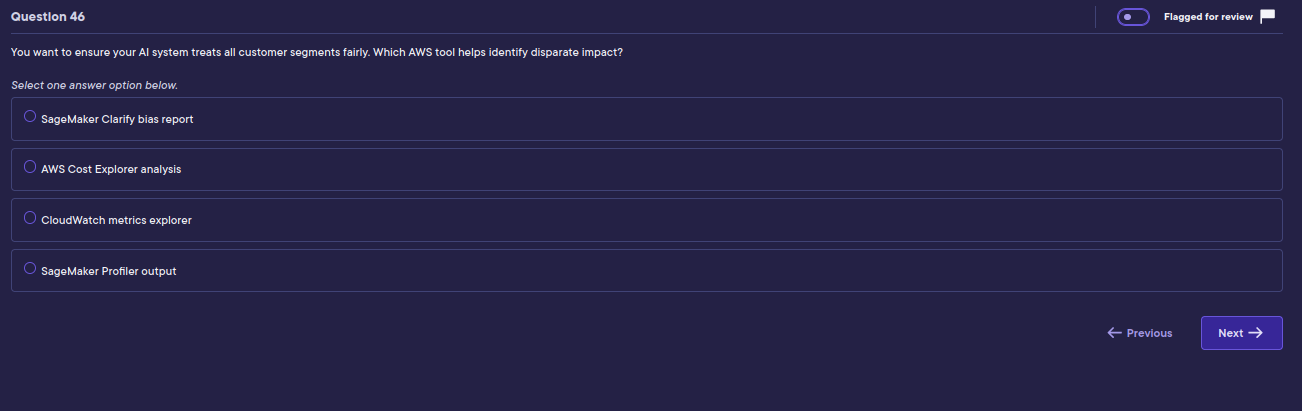 Question 46
Flagged for review
You want to ensure your AI system treats all customer segments fairly. Which AWS tool helps identify disparate impact?
Select one answer option below.
SageMaker Clarify bias report
AWS Cost Explorer analysis
CloudWatch metrics explorer
SageMaker Profiler output
Previous
Next